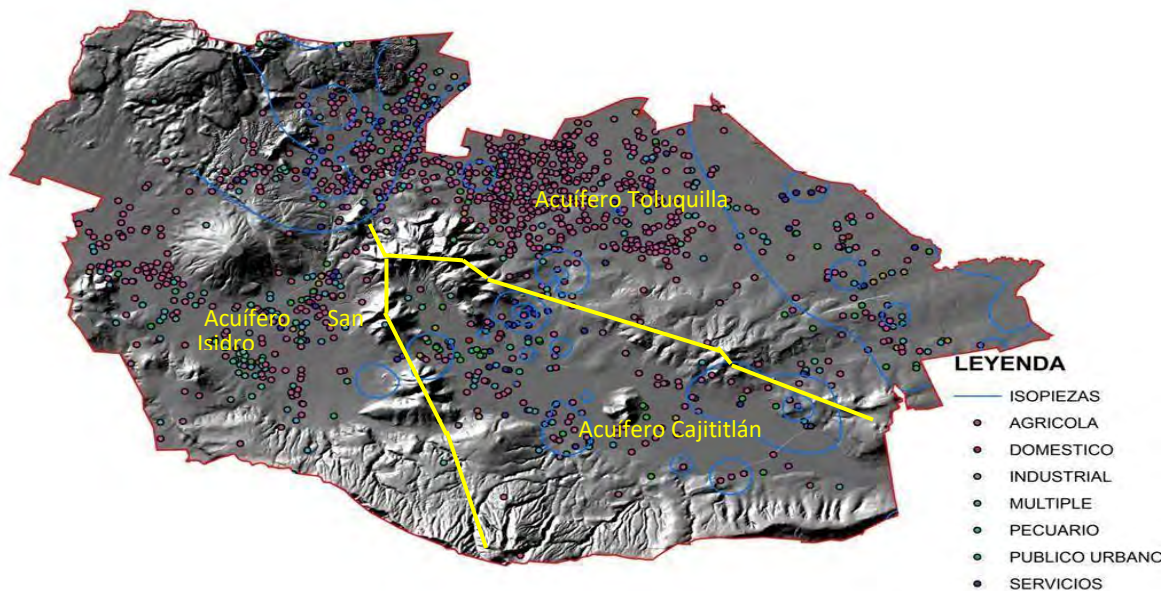 Acuífero Toluquilla
Acuífero San
Isidro
Acuífero Cajititlán
LEYENDA
ISOPIEZAS
AGRICOLA
DOMESTICO
INDUSTRIAL
MULTIPLE
PECUARIO
PUBLICO URBANO
SERVICIOS